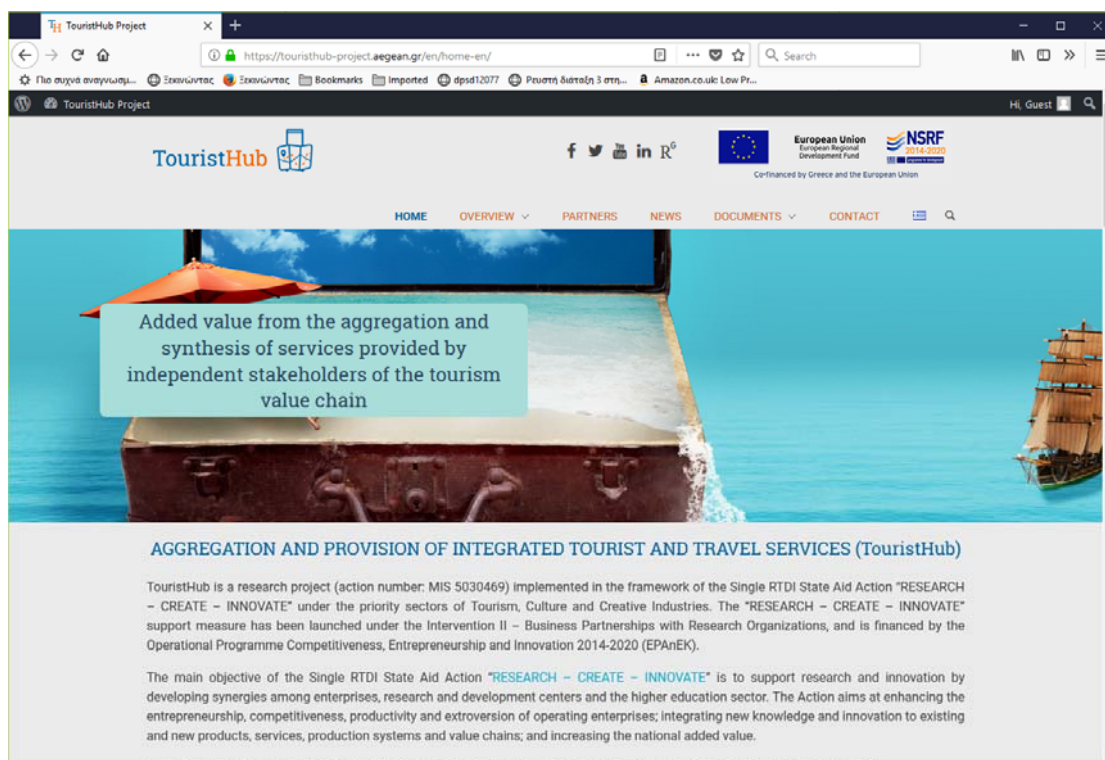 TouristHub Project
https://touristhub-project.aegean.gr/en/home-en/
Search
Πιο συχνά αναγνωσμ...
Ξεκινώντας
Ξεκινώντας
Bookmarks
Imported
dpsd12077
Ρευστή διάταξη 3 στη...
Amazon.co.uk: Low Pr...
TouristHub Project
Hi, Guest
TouristHub
European Union
European Regional
Development Fund
NSRF
2014-2020
Co-financed by Greece and the European Union
HOME OVERVIEW PARTNERS NEWS DOCUMENTS CONTACT
Added value from the aggregation and
synthesis of services provided by
independent stakeholders of the tourism
value chain
AGGREGATION AND PROVISION OF INTEGRATED TOURIST AND TRAVEL SERVICES (TouristHub)
TouristHub is a research project (action number: MIS 5030469) implemented in the framework of the Single RTDI State Aid Action "RESEARCH
– CREATE – INNOVATE" under the priority sectors of Tourism, Culture and Creative Industries. The "RESEARCH – CREATE – INNOVATE"
support measure has been launched under the Intervention II – Business Partnerships with Research Organizations, and is financed by the
Operational Programme Competitiveness, Entrepreneurship and Innovation 2014-2020 (EPAnEK).
The main objective of the Single RTDI State Aid Action "RESEARCH – CREATE – INNOVATE" is to support research and innovation by
developing synergies among enterprises, research and development centers and the higher education sector. The Action aims at enhancing the
entrepreneurship, competitiveness, productivity and extroversion of operating enterprises; integrating new knowledge and innovation to existing
and new products, services, production systems and value chains; and increasing the national added value.